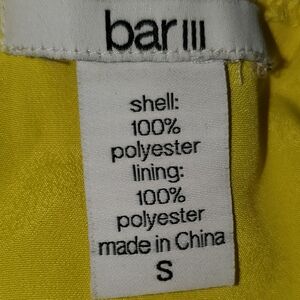 bar III
shell:
100%
polyester
lining:
100%
polyester
made in China
S